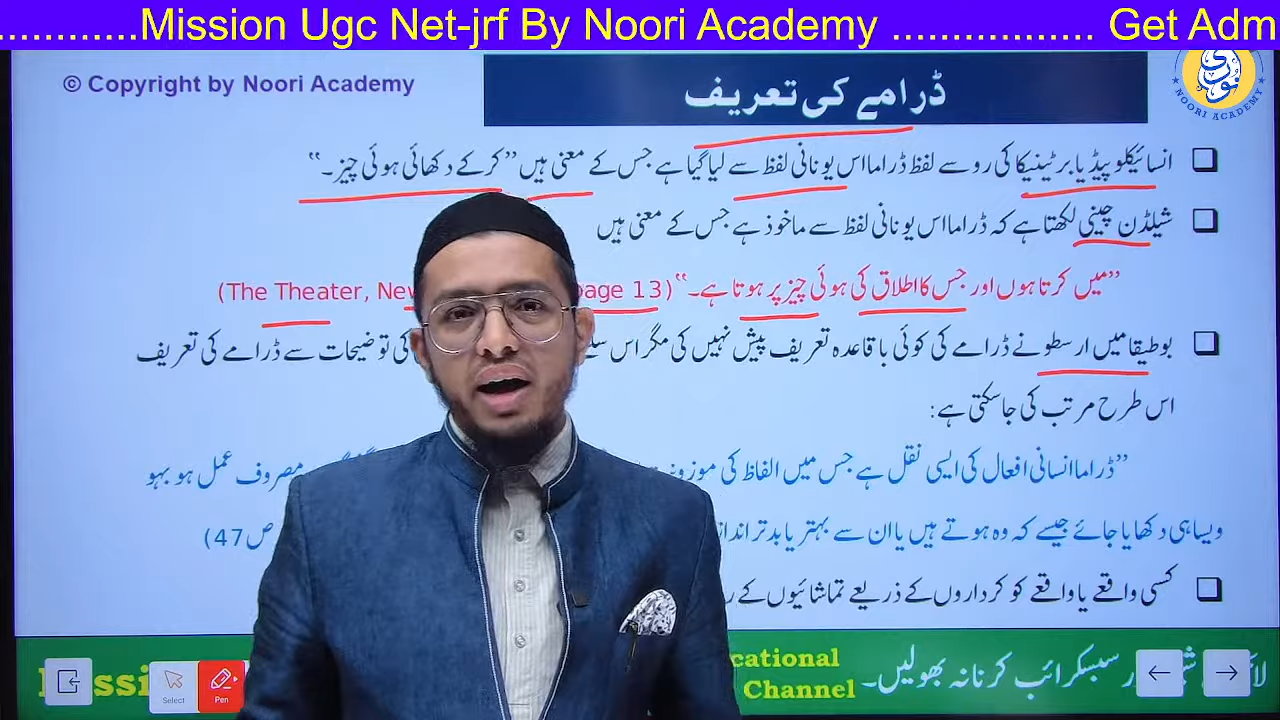 ............Mission Ugc Net-jrf By Noori Academy ................. Get Adm
© Copyright by Noori Academy
ڈرامے کی تعریف
NOORI ACADEMY
انسائیکلوپیڈیا برٹینیکا کی رو سے لفظ ڈراما اس یونانی لفظ سے لیا گیا ہے جس کے معنی ہیں ”کر کے دکھائی ہوئی چیز۔“
شیلڈن چینی لکھتا ہے کہ ڈراما اس یونانی لفظ سے ماخوذ ہے جس کے معنی ہیں
”میں کرتا ہوں اور جس کا اطلاق کی ہوئی چیز پر ہوتا ہے۔“ (The Theater, page 13)
بوطیقا میں ارسطو نے ڈرامے کی کوئی باقاعدہ تعریف پیش نہیں کی مگر اس کی توضیحات سے ڈرامے کی تعریف
اس طرح مرتب کی جا سکتی ہے:
”ڈراما انسانی افعال کی ایسی نقل ہے جس میں الفاظ کی مصروف عمل ہو بہو
ویسا ہی دکھایا جائے جیسے کہ وہ ہوتے ہیں یا ان سے بہتر یا بدتر ص 47)
کسی واقعے یا واقعے کو کرداروں کے ذریعے تماشائیوں کے
Select
Pen
cational
Channel
سبسکرائب کرنا نہ بھولیں۔